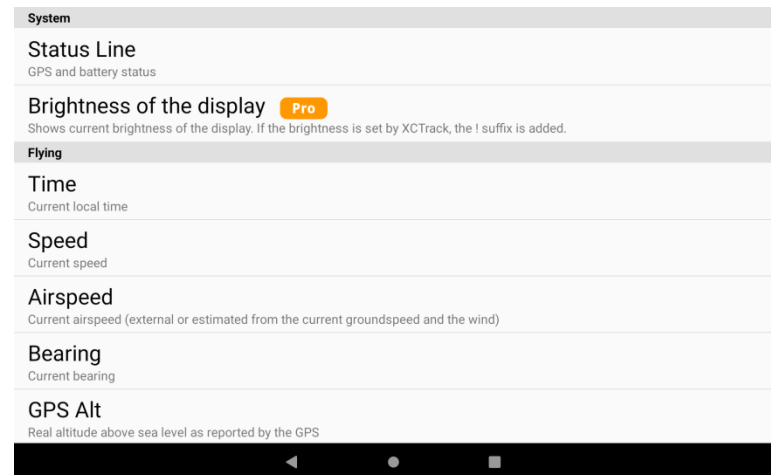 System
Status Line
GPS and battery status
Brightness of the display Pro
Shows current brightness of the display. If the brightness is set by XCTrack, the ! suffix is added.
Flying
Time
Current local time
Speed
Current speed
Airspeed
Current airspeed (external or estimated from the current groundspeed and the wind)
Bearing
Current bearing
GPS Alt
Real altitude above sea level as reported by the GPS